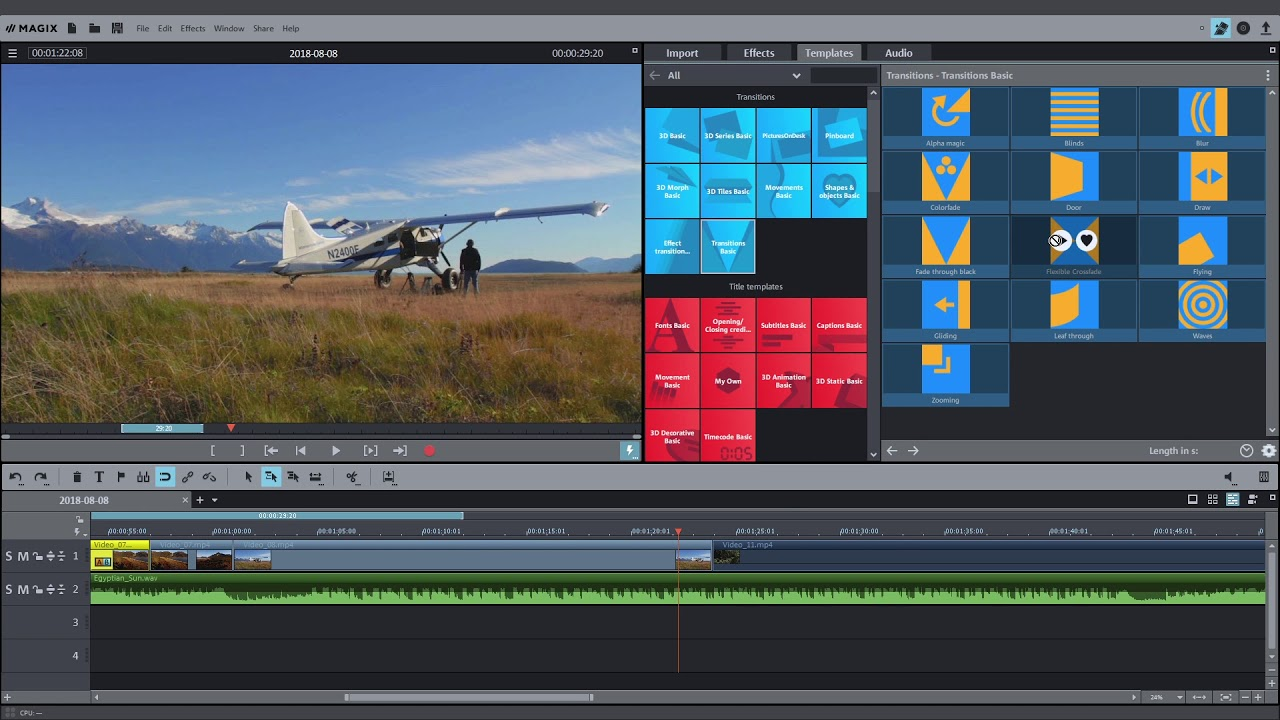 MAGIX File Edit Effects Window Share Help
00:01:22:08 2018-08-08 00:00:29:20
Import Effects Templates Audio
All
Transitions - Transitions Basic
Transitions
3D Basic
3D Series Basic
PicturesOnDesk
Pinboard
3D Morph Basic
3D Tiles Basic
Movements Basic
Shapes & objects Basic
Effect transition...
Transitions Basic
Title templates
Fonts Basic
Opening/ Closing credi...
Subtitles Basic
Captions Basic
Movement Basic
My Own
3D Animation Basic
3D Static Basic
3D Decorative Basic
Timecode Basic
0:05
Alpha magic
Blinds
Blur
Colorfade
Door
Draw
Fade through black
Flexible Crossfade
Flying
Gliding
Leaf through
Waves
Zooming
N2400E
29:20
Length in s:
2018-08-08
00:00:29:20
00:00:55:00 00:01:00:00 00:01:05:00 00:01:10:01 00:01:15:01 00:01:20:01 00:01:25:01 00:01:30:01 00:01:35:01 00:01:40:01 00:01:45:01
Video_07... Video_07.mp4 Video_11.mp4
S M 1
A B
Egyptian_Sun.wav
S M 2
3
4
24%
CPU: —